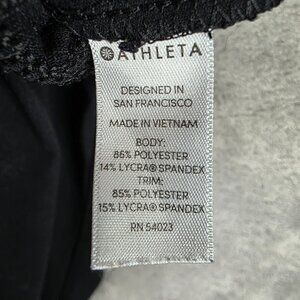 ATHLETA
DESIGNED IN
SAN FRANCISCO
MADE IN VIETNAM
BODY:
86% POLYESTER
14% LYCRA® SPANDEX
TRIM:
85% POLYESTER
15% LYCRA® SPANDEX
RN 54023